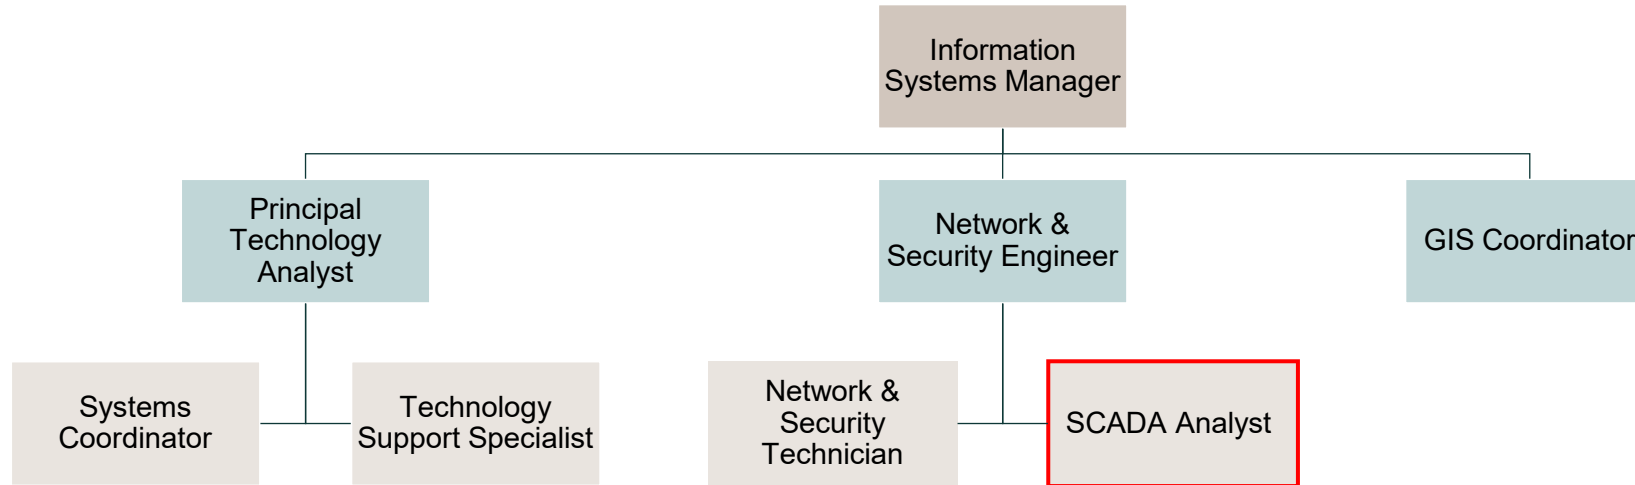 Information
Systems Manager
Principal
Technology
Analyst
Network &
Security Engineer
GIS Coordinator
Systems
Coordinator
Technology
Support Specialist
Network &
Security
Technician
SCADA Analyst